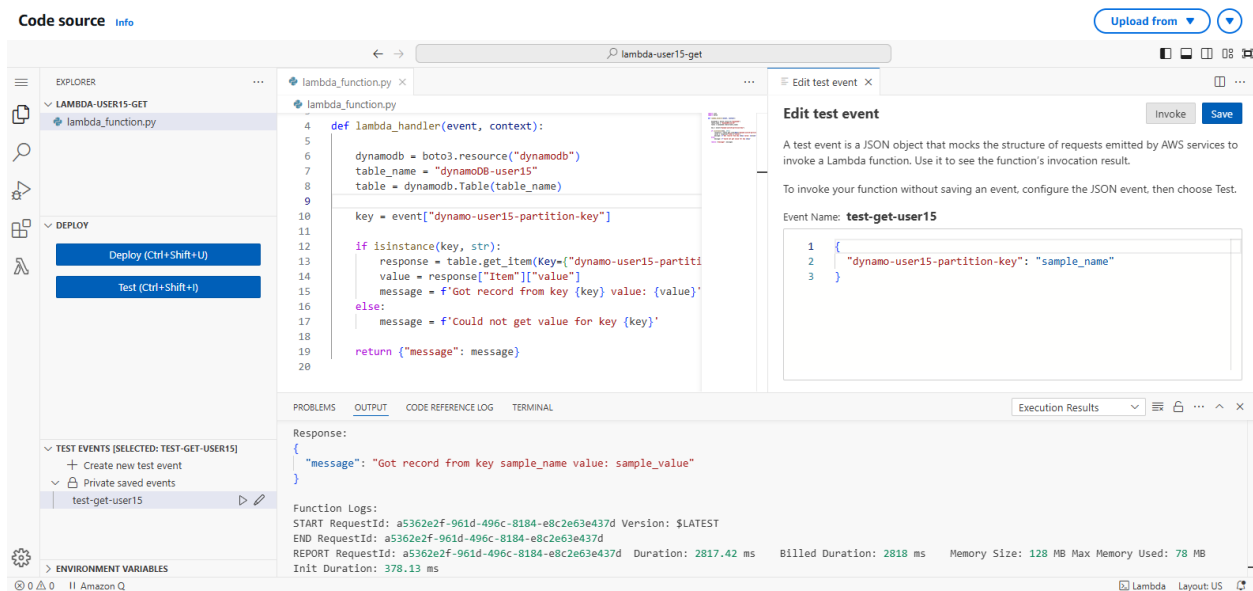 Code source Info
Upload from
lambda-user15-get
EXPLORER
LAMBDA-USER15-GET
lambda_function.py
DEPLOY
Deploy (Ctrl+Shift+U)
Test (Ctrl+Shift+I)
TEST EVENTS [SELECTED: TEST-GET-USER15]
Create new test event
Private saved events
test-get-user15
ENVIRONMENT VARIABLES
lambda_function.py
lambda_function.py
4 def lambda_handler(event, context):
5
6 dynamodb = boto3.resource("dynamodb")
7 table_name = "dynamoDB-user15"
8 table = dynamodb.Table(table_name)
9
10 key = event["dynamo-user15-partition-key"]
11
12 if isinstance(key, str):
13 response = table.get_item(Key={"dynamo-user15-partiti
14 value = response["Item"]["value"]
15 message = f'Got record from key {key} value: {value}'
16 else:
17 message = f'Could not get value for key {key}'
18
19 return {"message": message}
20
Edit test event
Edit test event
Invoke
Save
A test event is a JSON object that mocks the structure of requests emitted by AWS services to
invoke a Lambda function. Use it to see the function's invocation result.
To invoke your function without saving an event, configure the JSON event, then choose Test.
Event Name: test-get-user15
1 {
2 "dynamo-user15-partition-key": "sample_name"
3 }
PROBLEMS OUTPUT CODE REFERENCE LOG TERMINAL
Execution Results
Response:
{
"message": "Got record from key sample_name value: sample_value"
}
Function Logs:
START RequestId: a5362e2f-961d-496c-8184-e8c2e63e437d Version: $LATEST
END RequestId: a5362e2f-961d-496c-8184-e8c2e63e437d
REPORT RequestId: a5362e2f-961d-496c-8184-e8c2e63e437d Duration: 2817.42 ms Billed Duration: 2818 ms Memory Size: 128 MB Max Memory Used: 78 MB
Init Duration: 378.13 ms
0 0 Amazon Q
Lambda Layout: US